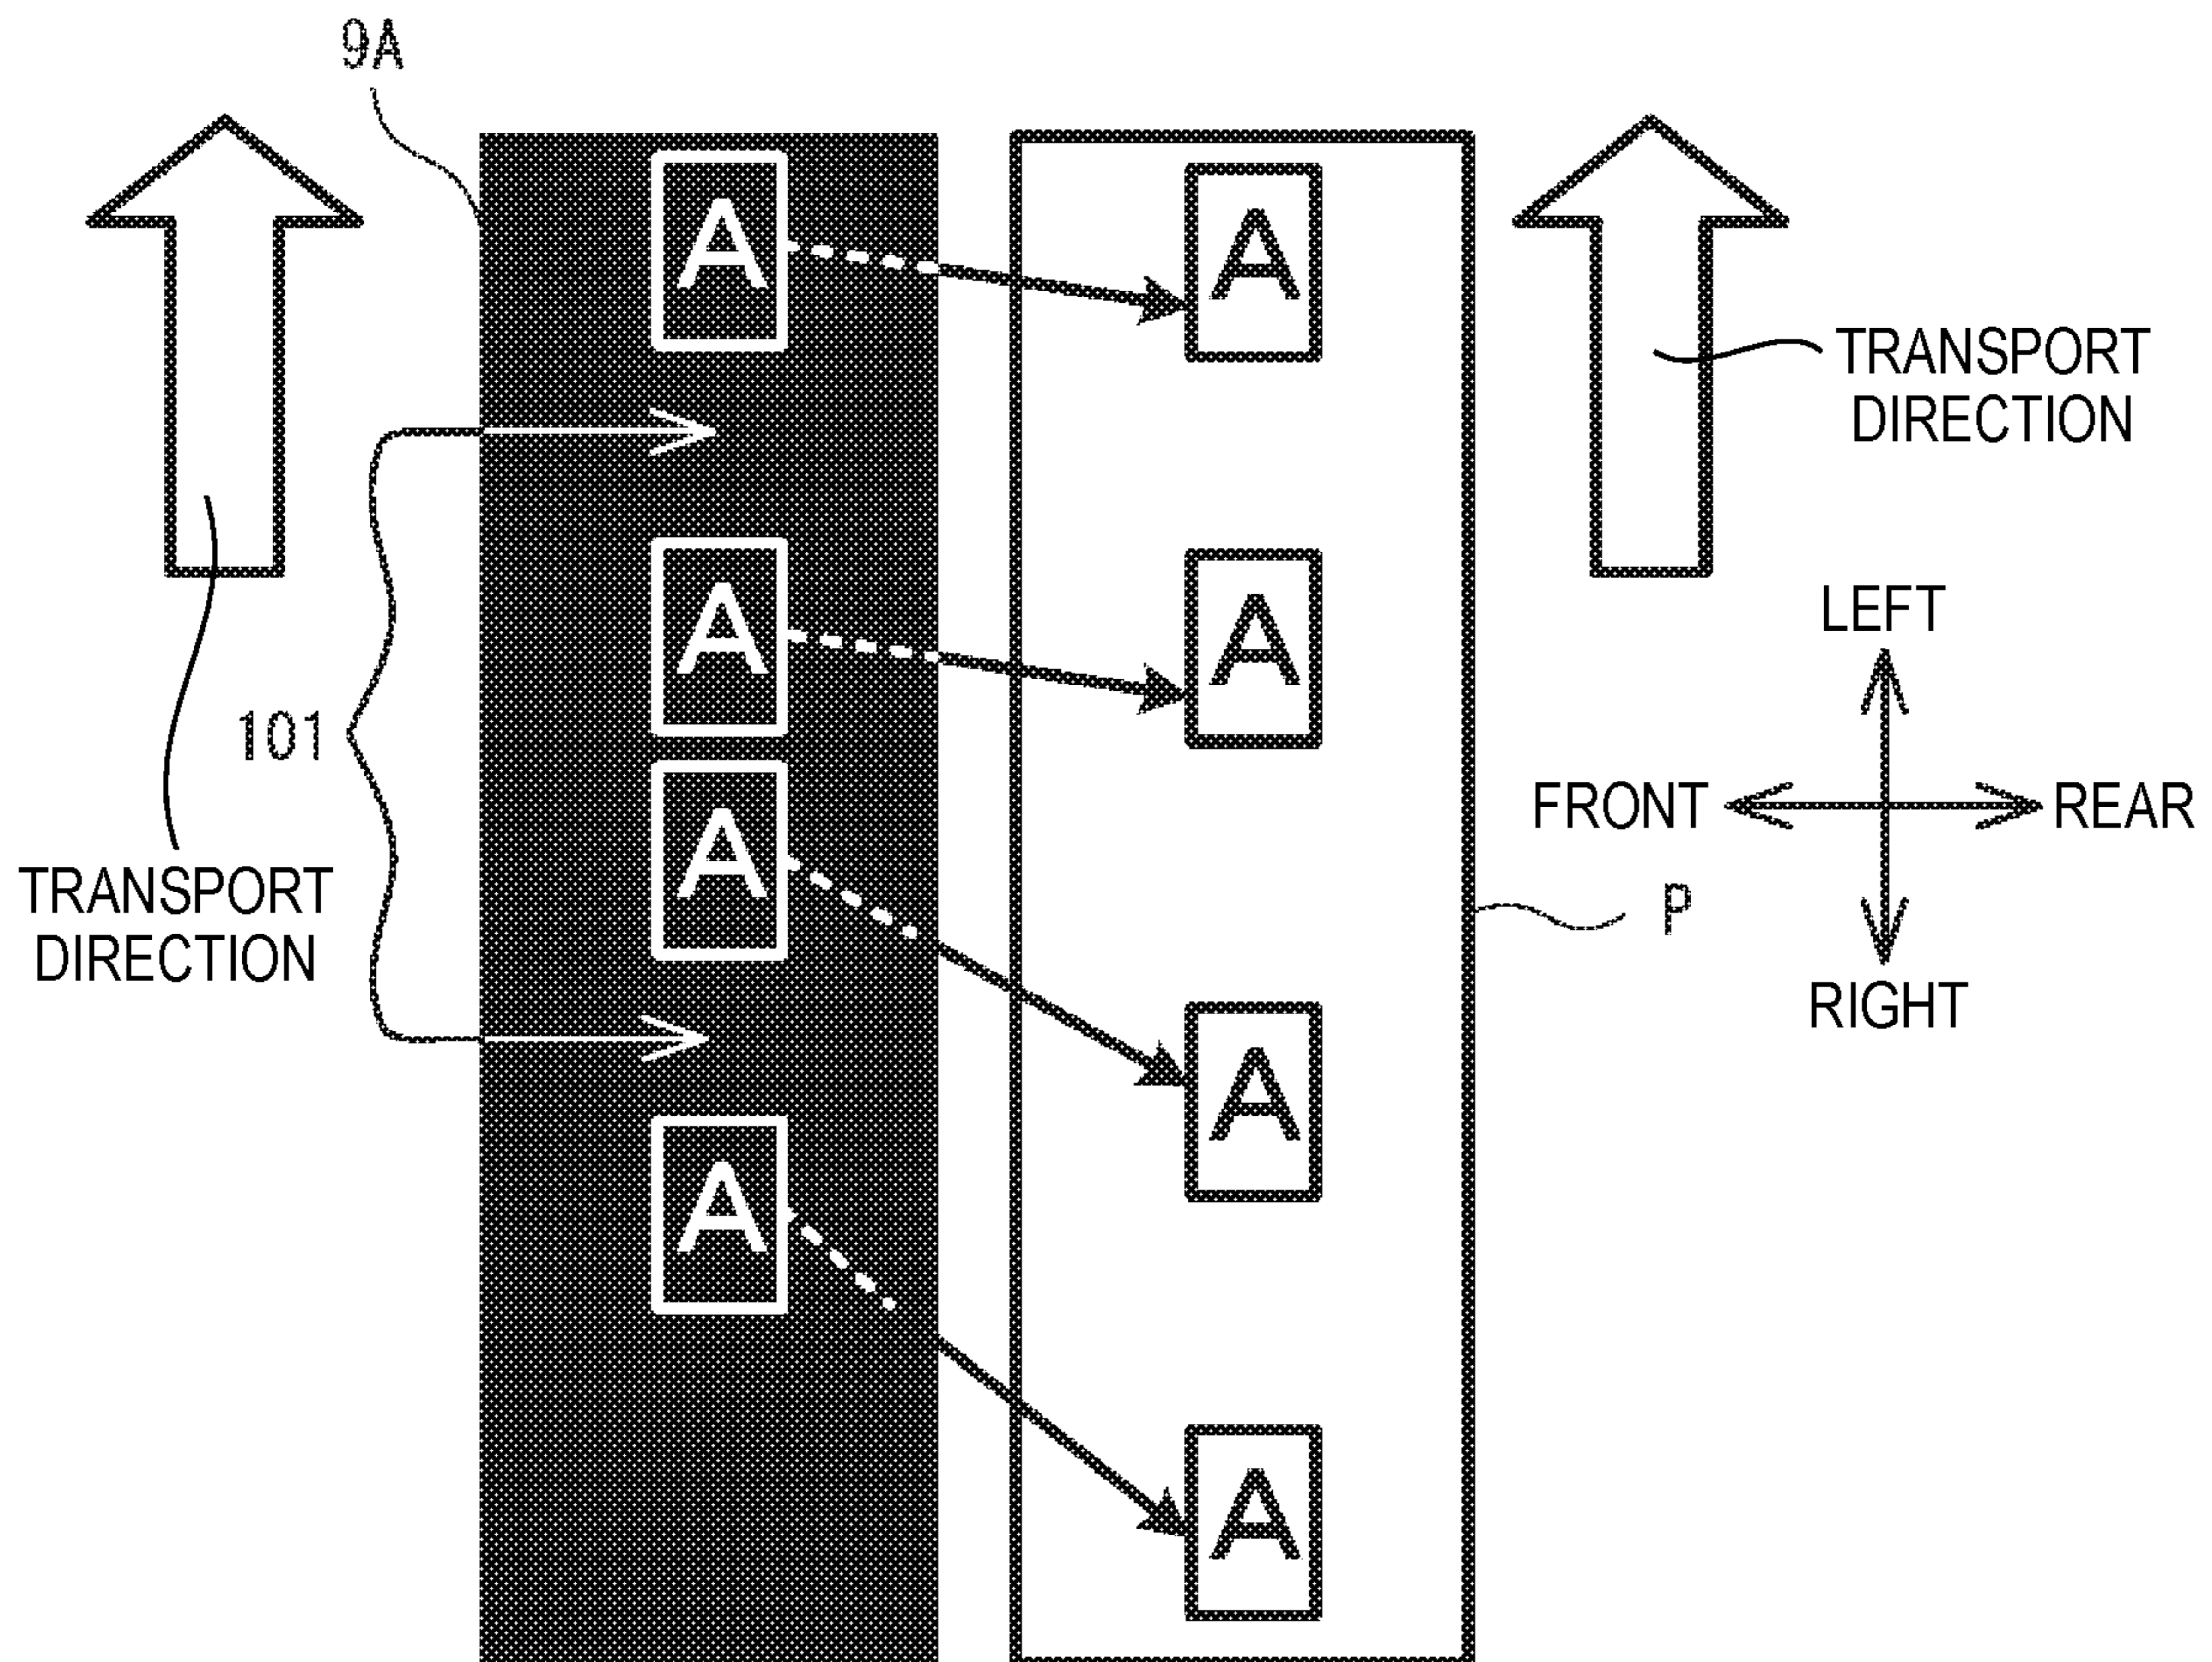 9A
A
A
TRANSPORT
DIRECTION
LEFT
A
A
101
FRONT
REAR
A
TRANSPORT
DIRECTION
P
RIGHT
A
A
A